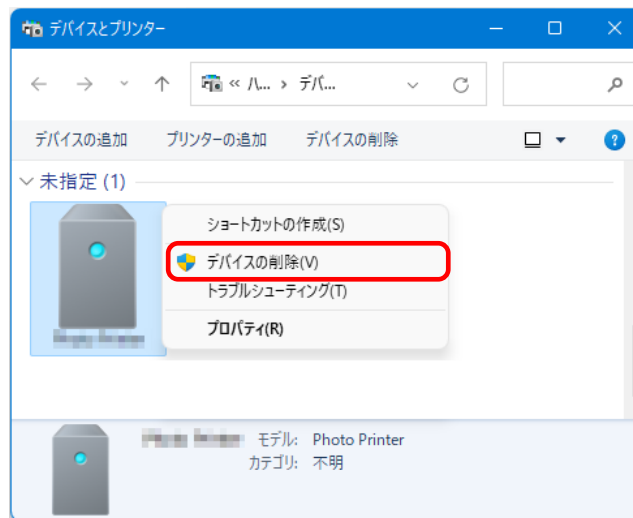 デバイスとプリンター
« ハ... › デバ...
デバイスの追加 プリンターの追加 デバイスの削除
?
未指定 (1)
ショートカットの作成(S)
デバイスの削除(V)
トラブルシューティング(T)
プロパティ(R)
モデル: Photo Printer
カテゴリ: 不明